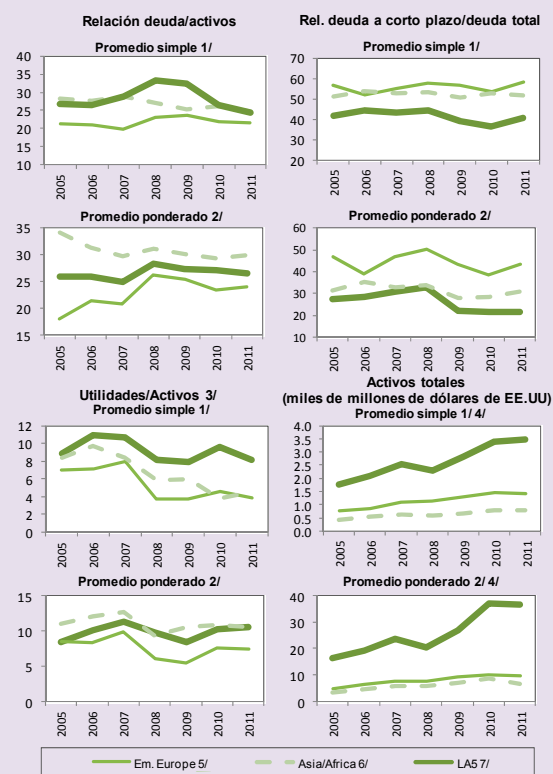 Relación deuda/activos
Promedio simple 1/
40
35
30
25
20
15
10
2005 2006 2007 2008 2009 2010 2011
Rel. deuda a corto plazo/deuda total
Promedio simple 1/
70
60
50
40
30
20
2005 2006 2007 2008 2009 2010 2011
Promedio ponderado 2/
35
30
25
20
15
2005 2006 2007 2008 2009 2010 2011
Promedio ponderado 2/
60
50
40
30
20
10
2005 2006 2007 2008 2009 2010 2011
Utilidades/Activos 3/
Promedio simple 1/
12
10
8
6
4
2
0
2005 2006 2007 2008 2009 2010 2011
Activos totales
(miles de millones de dólares de EE.UU)
Promedio simple 1/ 4/
4.0
3.5
3.0
2.5
2.0
1.5
1.0
0.5
0.0
2005 2006 2007 2008 2009 2010 2011
Promedio ponderado 2/
15
10
5
0
2005 2006 2007 2008 2009 2010 2011
Promedio ponderado 2/ 4/
40
30
20
10
0
2005 2006 2007 2008 2009 2010 2011
Em. Europe 5/ Asia/Africa 6/ LA5 7/